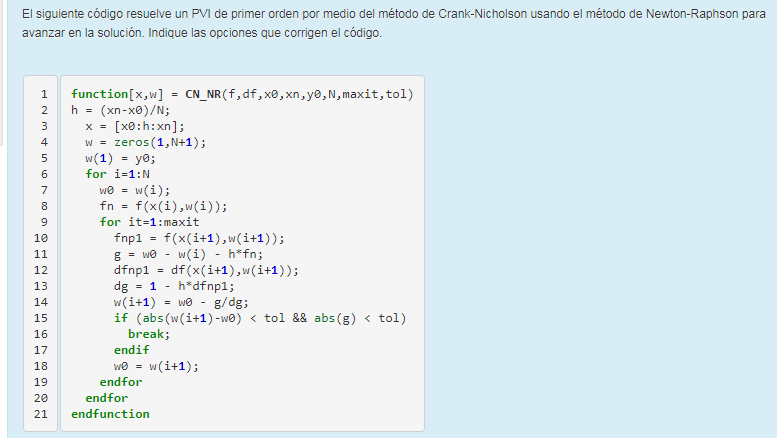 El siguiente código resuelve un PVI de primer orden por medio del método de Crank-Nicholson usando el método de Newton-Raphson para
avanzar en la solución. Indique las opciones que corrigen el código.
1 function[x,w] = CN_NR(f,df,x0,xn,y0,N,maxit,tol)
2 h = (xn-x0)/N;
3 x = [x0:h:xn];
4 w = zeros(1,N+1);
5 w(1) = y0;
6 for i=1:N
7 w0 = w(i);
8 fn = f(x(i),w(i));
9 for it=1:maxit
10 fnp1 = f(x(i+1),w(i+1));
11 g = w0 - w(i) - h*fn;
12 dfnp1 = df(x(i+1),w(i+1));
13 dg = 1 - h*dfnp1;
14 w(i+1) = w0 - g/dg;
15 if (abs(w(i+1)-w0) < tol && abs(g) < tol)
16 break;
17 endif
18 w0 = w(i+1);
19 endfor
20 endfor
21 endfunction